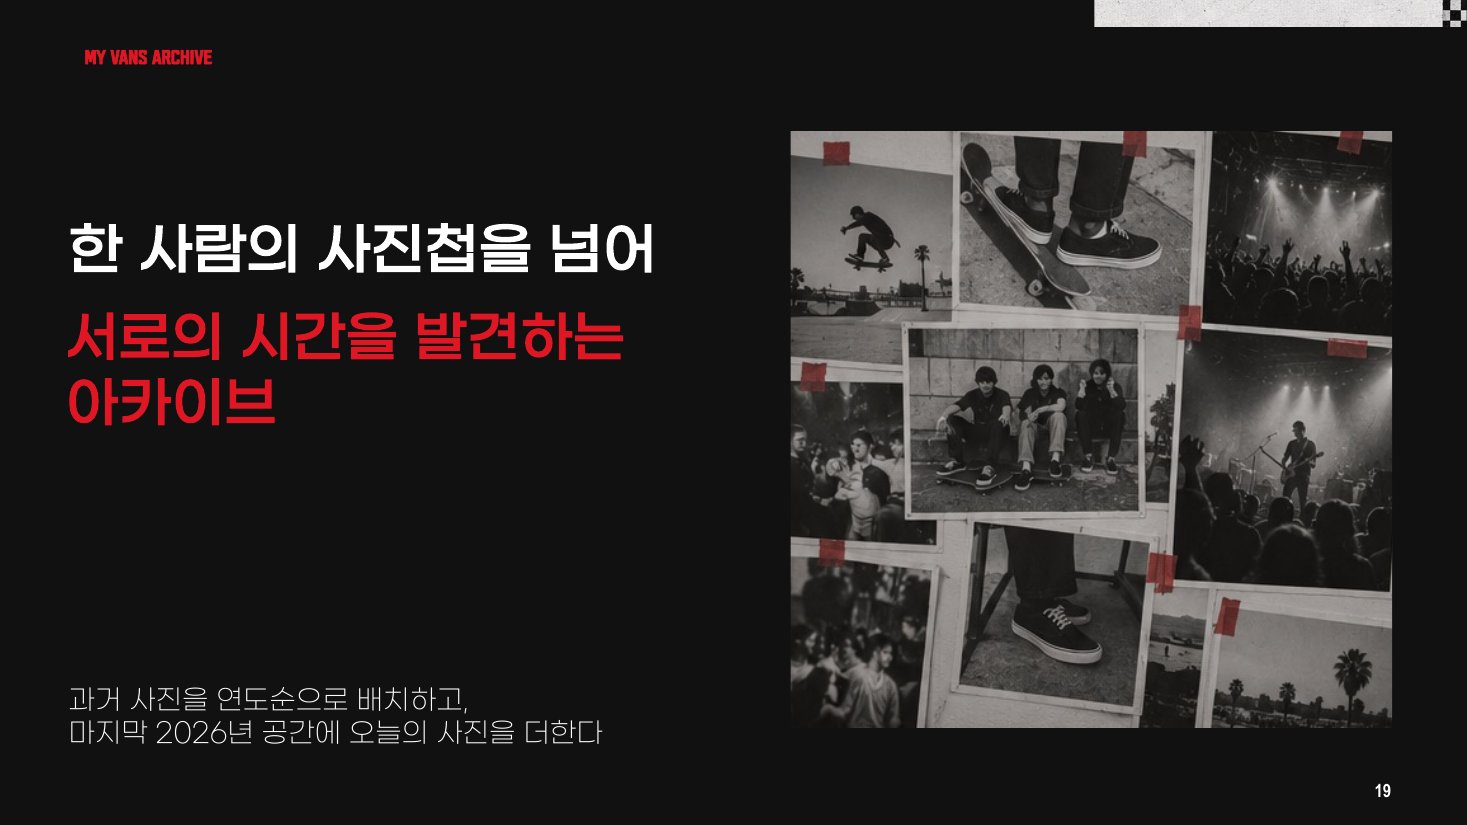 MY VANS ARCHIVE
한 사람의 사진첩을 넘어
서로의 시간을 발견하는
아카이브
과거 사진을 연도순으로 배치하고,
마지막 2026년 공간에 오늘의 사진을 더한다
19